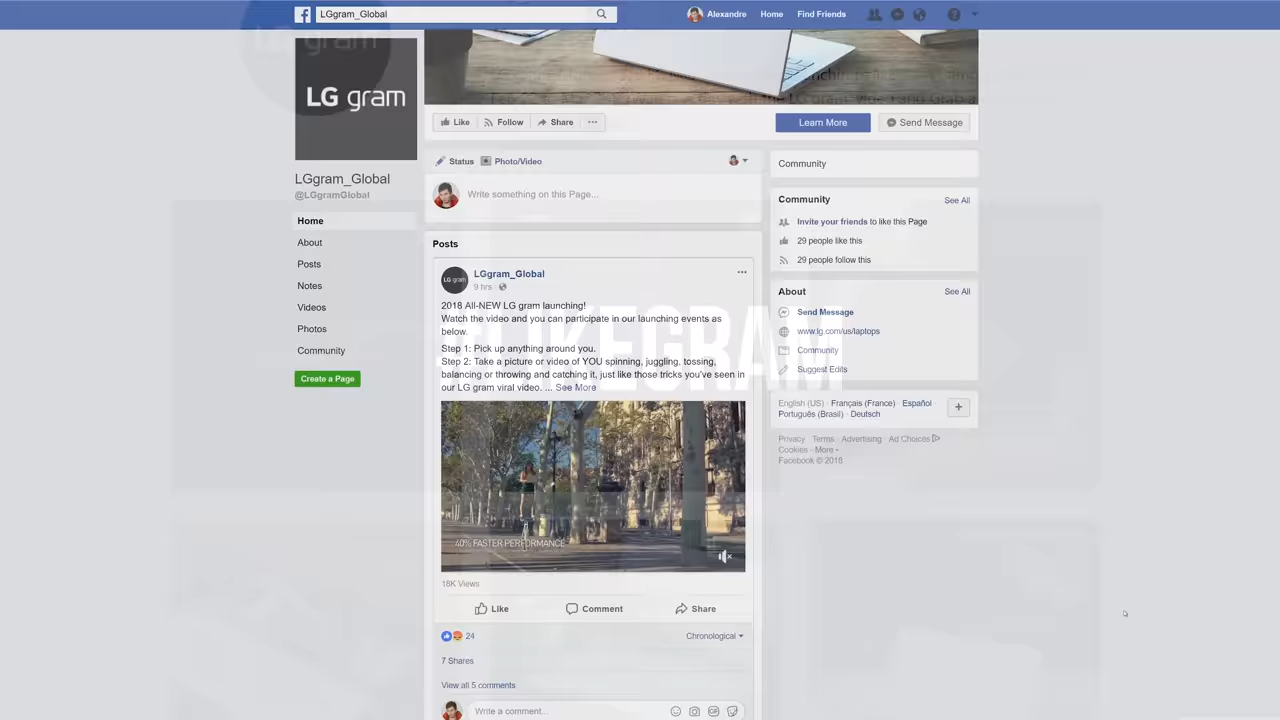 LGgram_Global
Alexandre
Home
Find Friends
LG gram
Like
Follow
Share
Learn More
Send Message
LGgram_Global
@LGgramGlobal
Home
About
Posts
Notes
Videos
Photos
Community
Create a Page
Status
Photo/Video
Write something on this Page...
Posts
LG gram
LGgram_Global
9 hrs ·
2018 All-NEW LG gram launching!
Watch the video and you can participate in our launching events as
below.
Step 1: Pick up anything around you.
Step 2: Take a picture or video of YOU spinning, juggling, tossing,
balancing or throwing and catching it, just like those tricks you've seen in
our LG gram viral video. ... See More
40% FASTER PERFORMANCE
18K Views
Like
Comment
Share
24
Chronological
7 Shares
View all 5 comments
Write a comment...
Community
Community
See All
Invite your friends to like this Page
29 people like this
29 people follow this
About
See All
Send Message
www.lg.com/us/laptops
Community
Suggest Edits
English (US) · Français (France) · Español ·
Português (Brasil) · Deutsch
Privacy · Terms · Advertising · Ad Choices
Cookies · More
Facebook © 2018